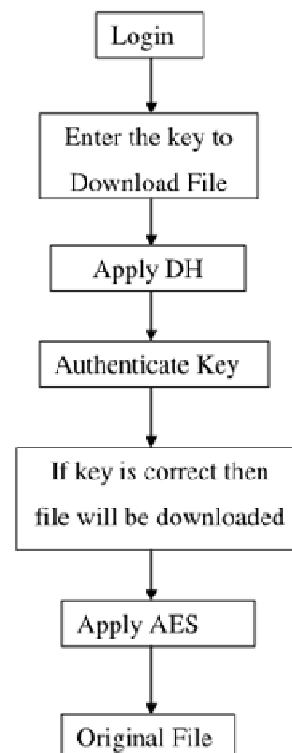 Login
Enter the key to
Download File
Apply DH
Authenticate Key
If key is correct then
file will be downloaded
Apply AES
Original File